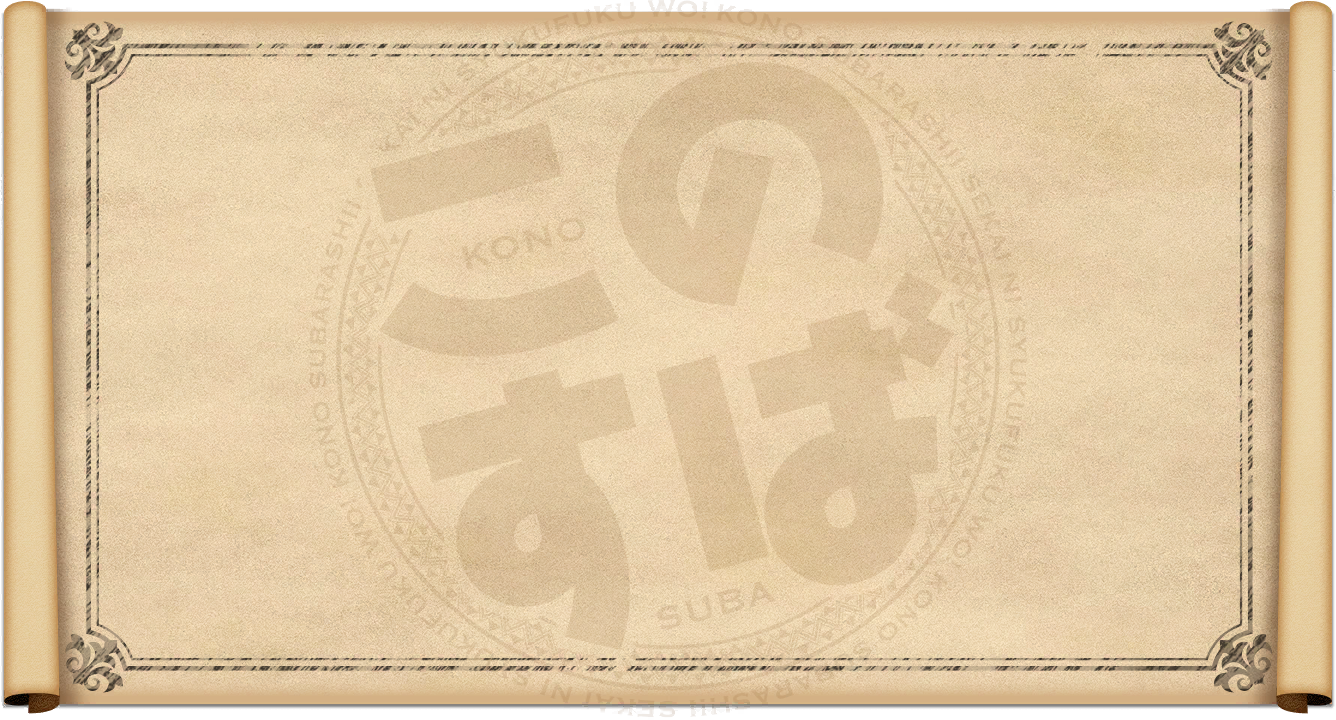 この
KONO
すば
SUBA
KONO SUBARASHII SEKAI NI SYUKUFUKU WO! KONO SUBARASHII SEKAI NI SYUKUFUKU WO! KONO SUBARASHII SEKAI NI SYUKUFUKU WO!